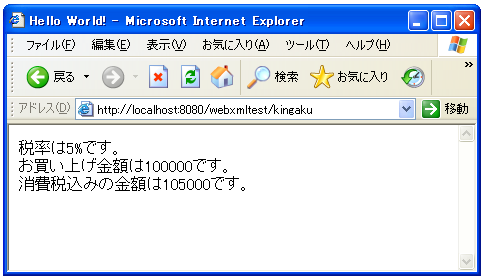 Hello World! - Microsoft Internet Explorer
ファイル(F) 編集(E) 表示(V) お気に入り(A) ツール(T) ヘルプ(H)
戻る 検索 お気に入り »
アドレス(D) http://localhost:8080/webxmltest/kingaku 移動
税率は5%です。
お買い上げ金額は100000です。
消費税込みの金額は105000です。